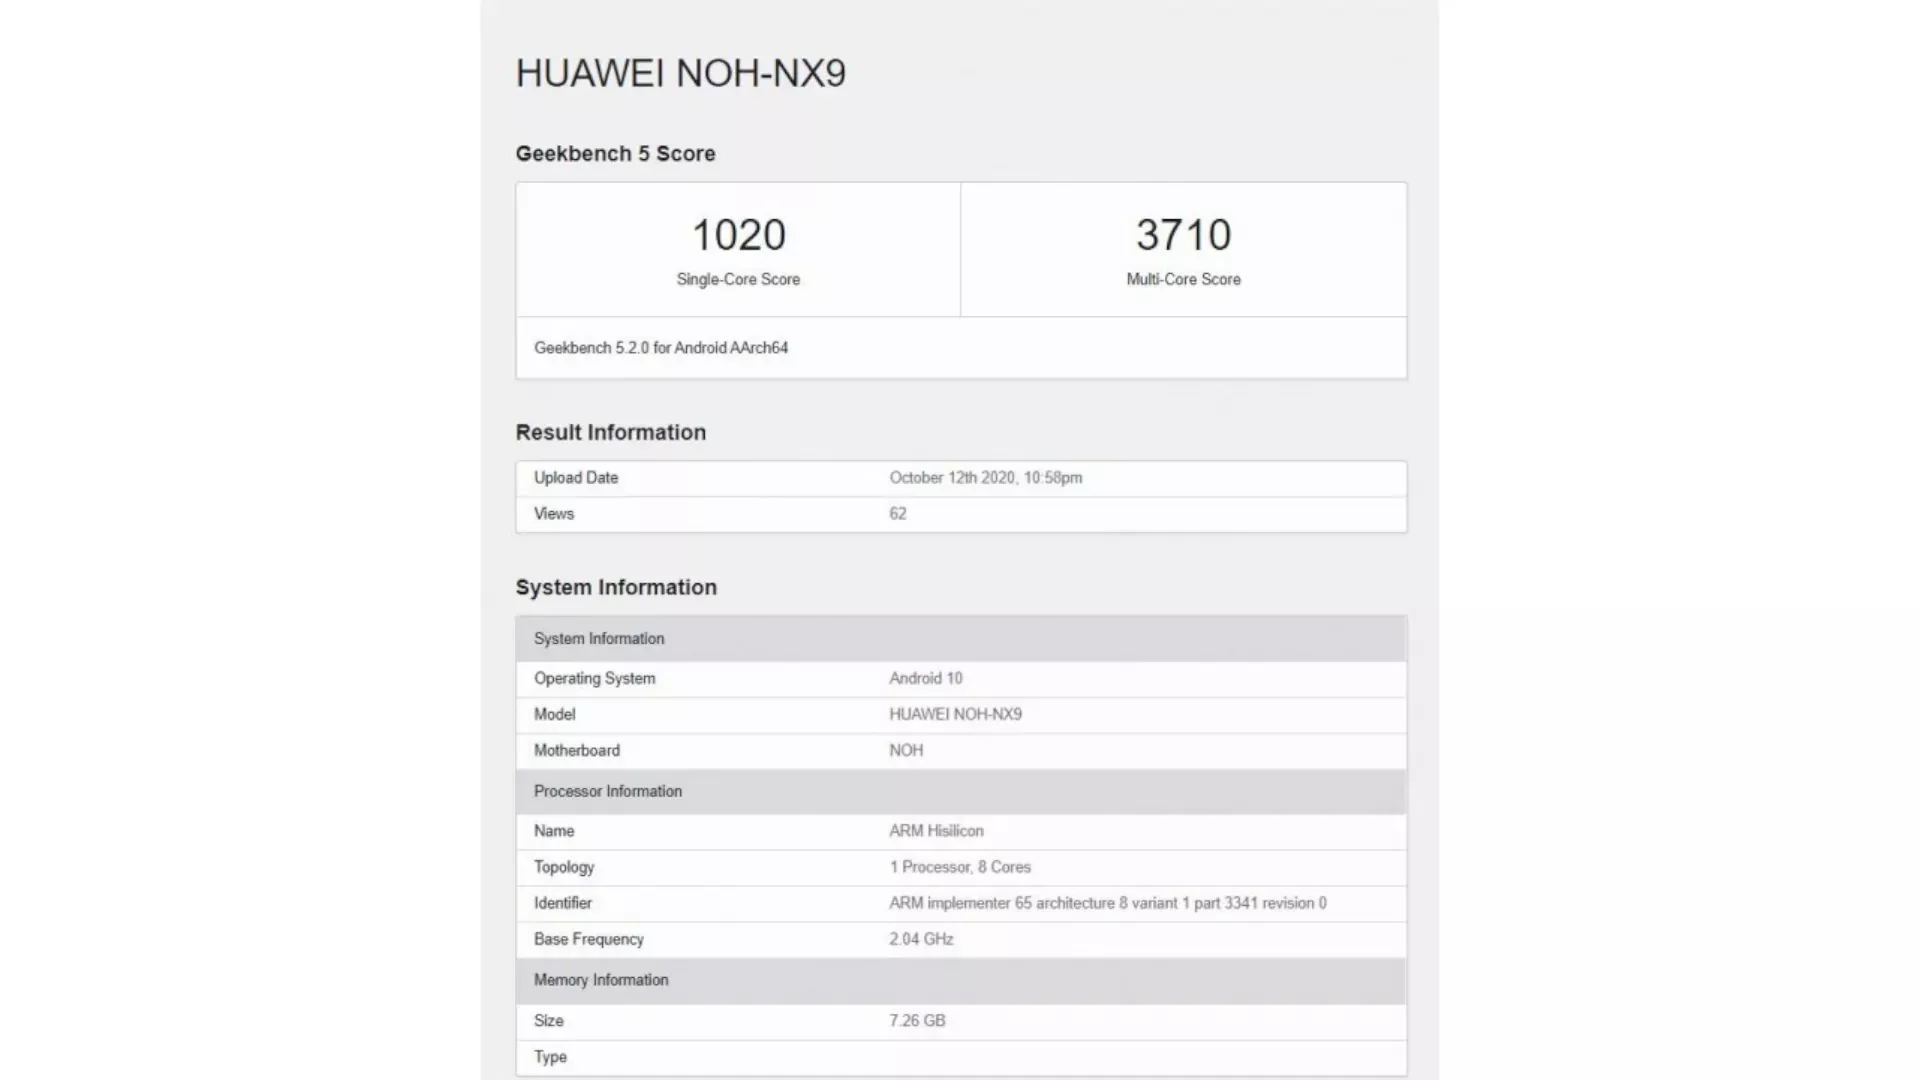 HUAWEI NOH-NX9
Geekbench 5 Score
1020
Single-Core Score
3710
Multi-Core Score
Geekbench 5.2.0 for Android AArch64
Result Information
Upload Date October 12th 2020, 10:58pm
Views 62
System Information
System Information
Operating System Android 10
Model HUAWEI NOH-NX9
Motherboard NOH
Processor Information
Name ARM Hisilicon
Topology 1 Processor, 8 Cores
Identifier ARM implementer 65 architecture 8 variant 1 part 3341 revision 0
Base Frequency 2.04 GHz
Memory Information
Size 7.26 GB
Type